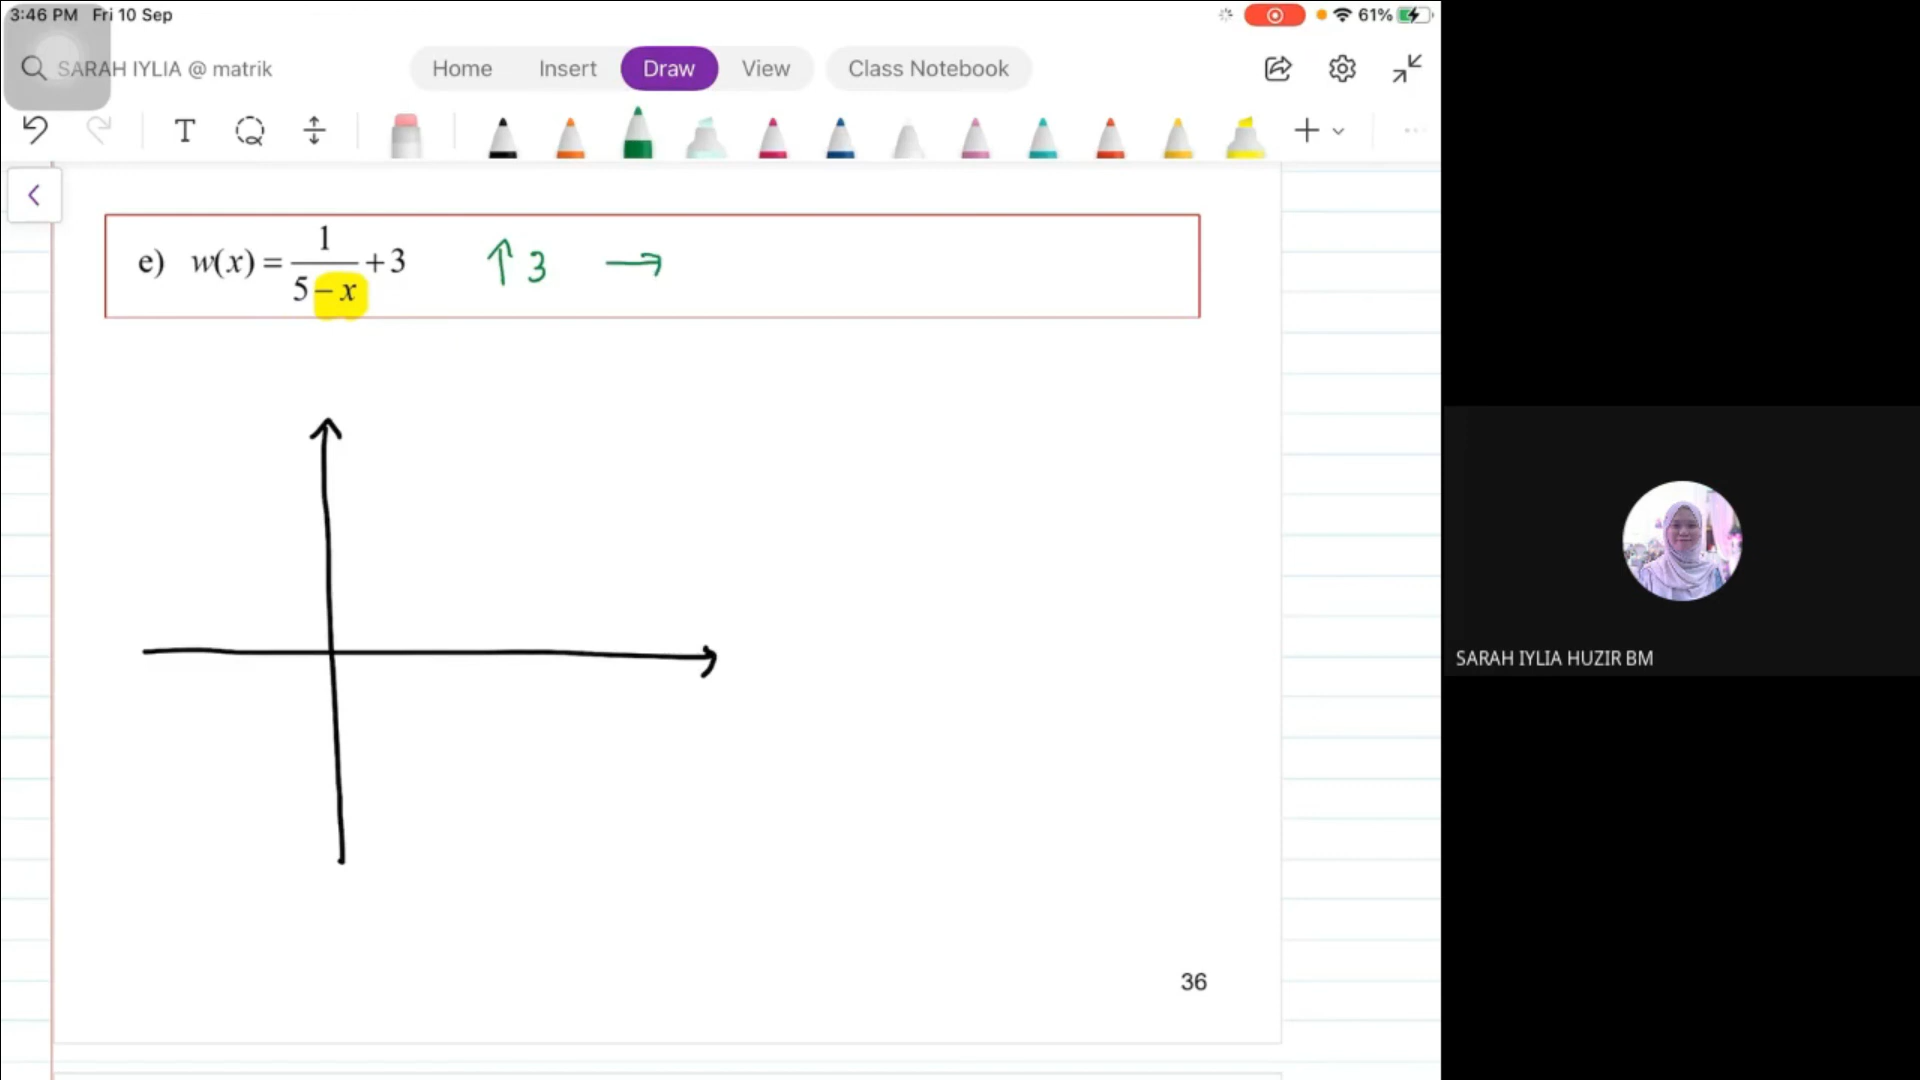 3:46 PM Fri 10 Sep 61%
SARAH IYLIA @ matrik Home Insert Draw View Class Notebook
T
e) w(x) = 1/(5 − x) + 3 ↑ 3 →
SARAH IYLIA HUZIR BM
36